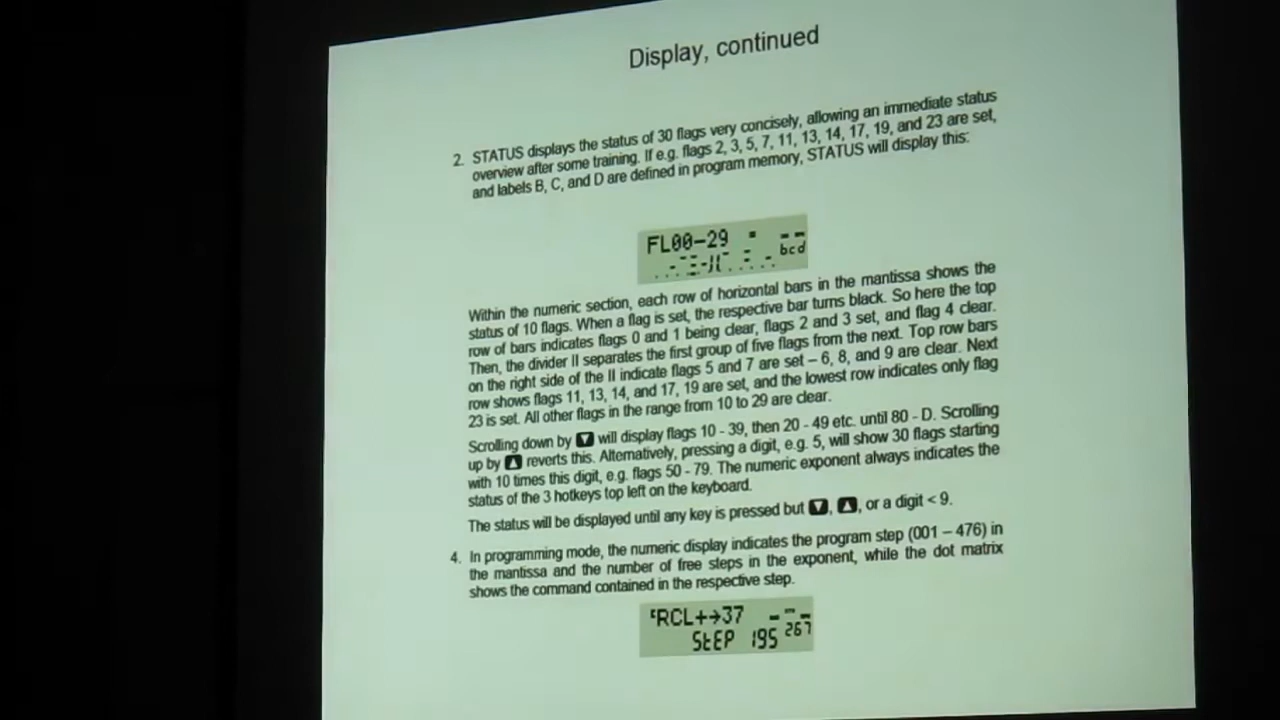 Display, continued
2. STATUS displays the status of 30 flags very concisely, allowing an immediate status
overview after some training. If e.g. flags 2, 3, 5, 7, 11, 13, 14, 17, 19, and 23 are set,
and labels B, C, and D are defined in program memory, STATUS will display this:
FL00-29
bcd
Within the numeric section, each row of horizontal bars in the mantissa shows the
status of 10 flags. When a flag is set, the respective bar turns black. So here the top
row of bars indicates flags 0 and 1 being clear, flags 2 and 3 set, and flag 4 clear.
Then, the divider II separates the first group of five flags from the next. Top row bars
on the right side of the II indicate flags 5 and 7 are set – 6, 8, and 9 are clear. Next
row shows flags 11, 13, 14, and 17, 19 are set, and the lowest row indicates only flag
23 is set. All other flags in the range from 10 to 29 are clear.
Scrolling down by ▼ will display flags 10 - 39, then 20 - 49 etc. until 80 - D. Scrolling
up by ▲ reverts this. Alternatively, pressing a digit, e.g. 5, will show 30 flags starting
with 10 times this digit, e.g. flags 50 - 79. The numeric exponent always indicates the
status of the 3 hotkeys top left on the keyboard.
The status will be displayed until any key is pressed but ▼, ▲, or a digit < 9.
4. In programming mode, the numeric display indicates the program step (001 – 476) in
the mantissa and the number of free steps in the exponent, while the dot matrix
shows the command contained in the respective step.
RCL+→37
StEP 195 267